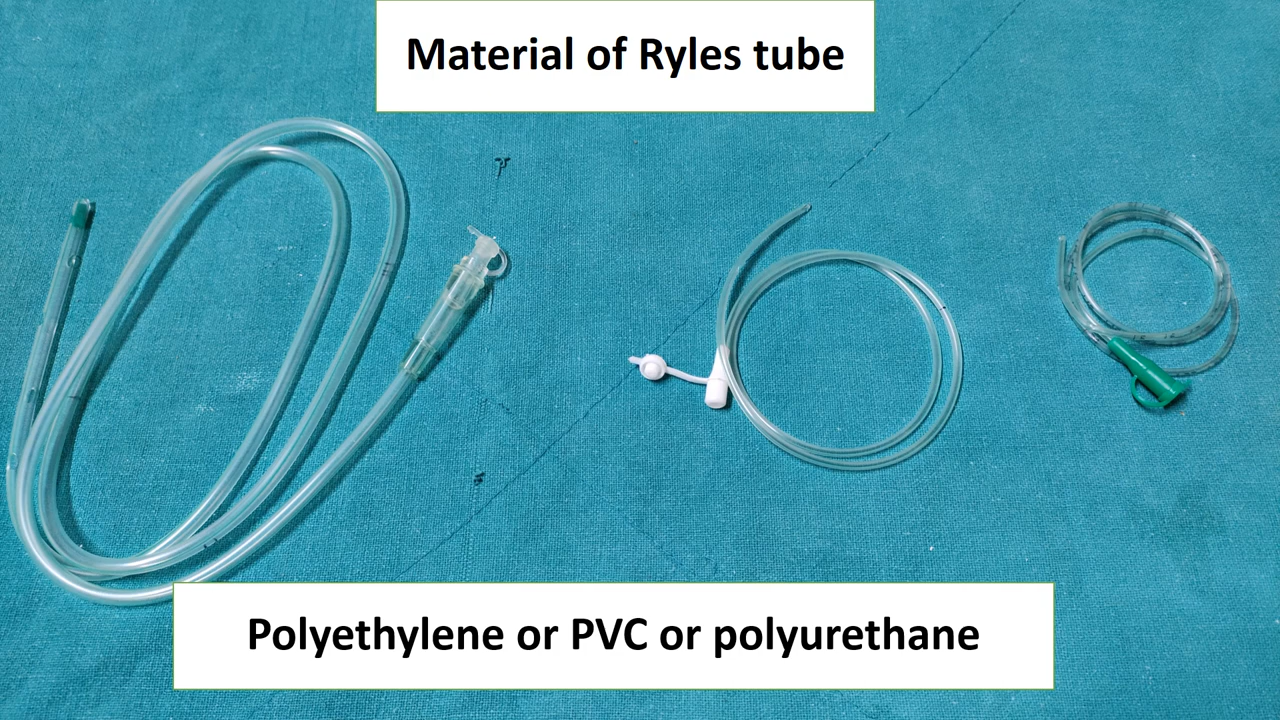 Material of Ryles tube
Polyethylene or PVC or polyurethane